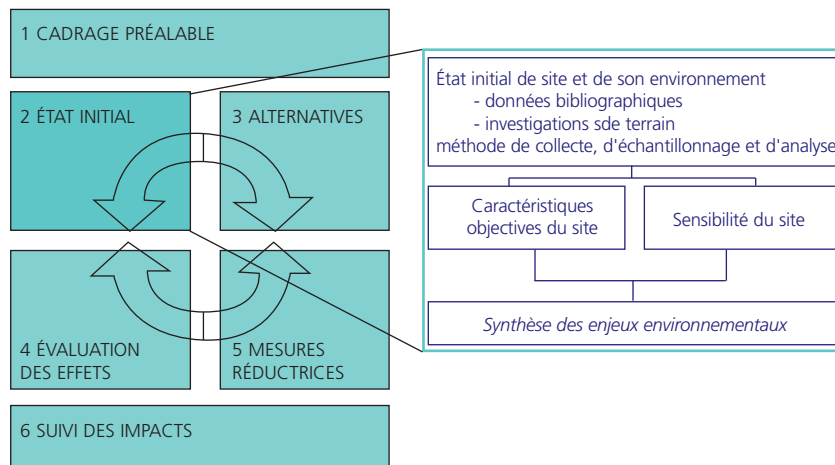 1 CADRAGE PRÉALABLE
2 ÉTAT INITIAL
3 ALTERNATIVES
4 ÉVALUATION
DES EFFETS
5 MESURES
RÉDUCTRICES
6 SUIVI DES IMPACTS
État initial de site et de son environnement
- données bibliographiques
- investigations sde terrain
méthode de collecte, d'échantillonnage et d'analyse
Caractéristiques
objectives du site
Sensibilité du site
Synthèse des enjeux environnementaux